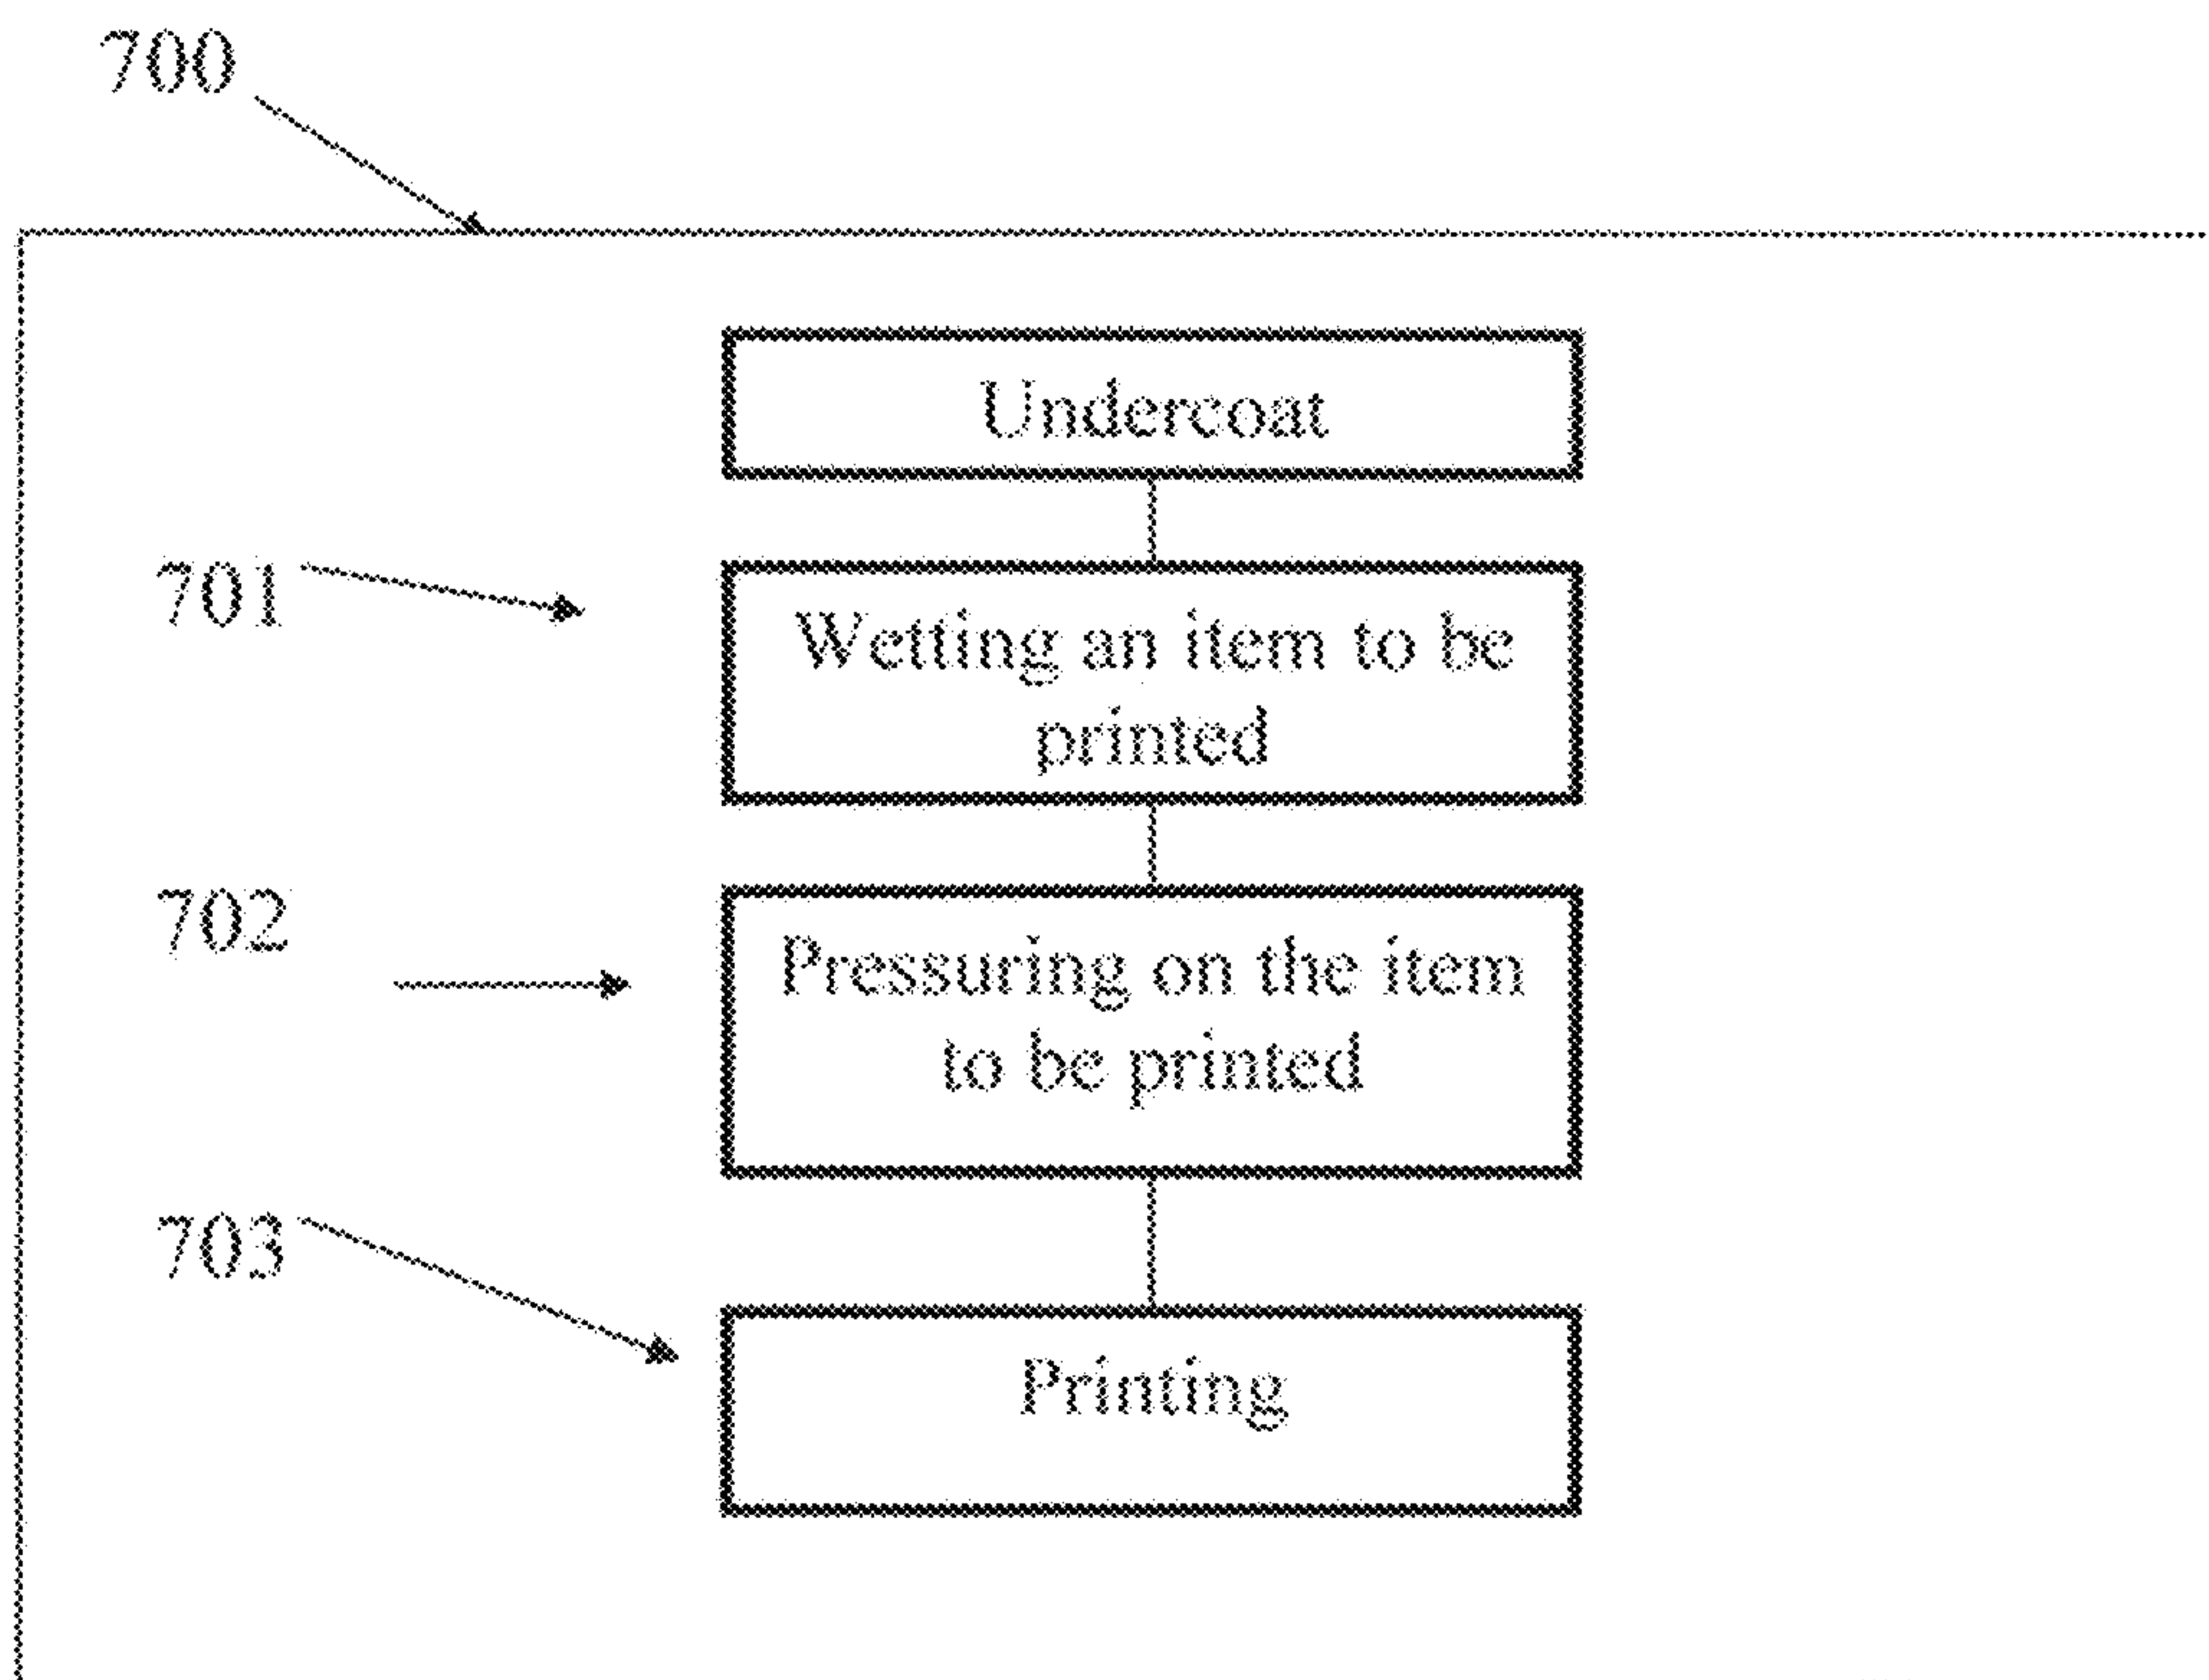 700
Undercoat
701
Wetting an item to be
printed
702
Pressuring on the item
to be printed
703
Printing